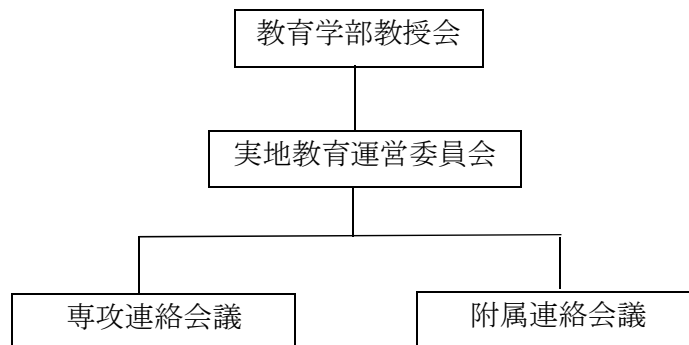 教育学部教授会
実地教育運営委員会
専攻連絡会議
附属連絡会議